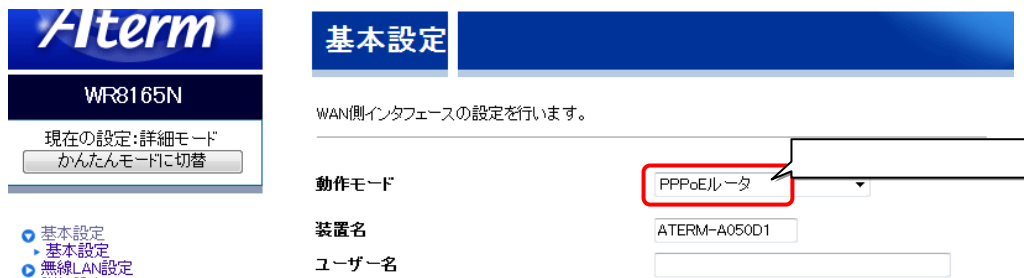 Aterm
WR8165N
現在の設定:詳細モード
かんたんモードに切替
基本設定
基本設定
無線LAN設定
基本設定
WAN側インタフェースの設定を行います。
動作モード
PPPoEルータ
装置名
ATERM-A050D1
ユーザー名